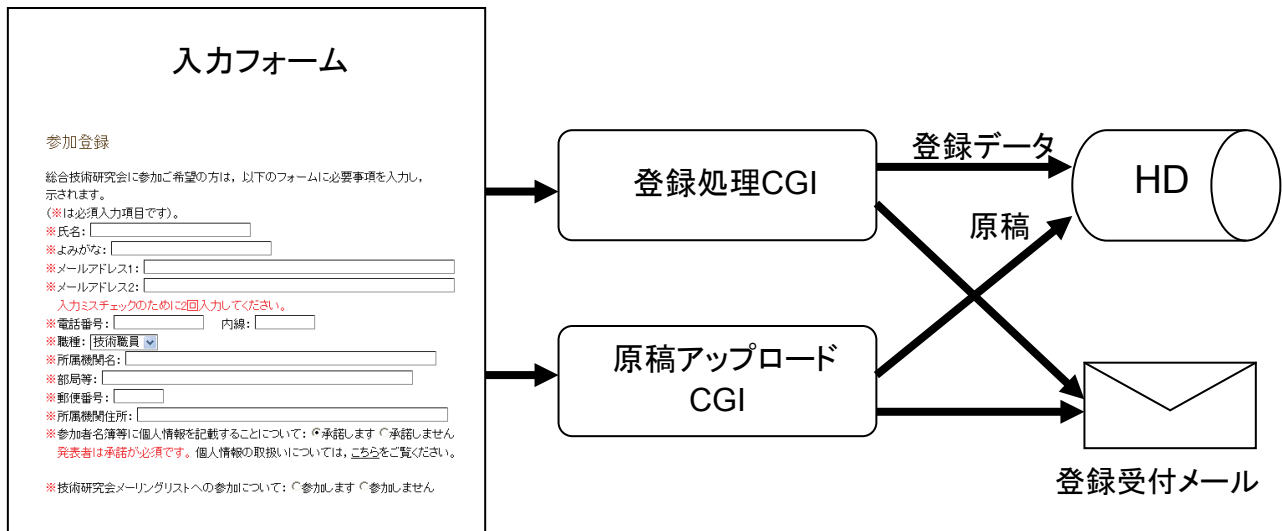 入力フォーム
参加登録
総合技術研究会に参加ご希望の方は，以下のフォームに必要事項を入力し，
示されます。
(※は必須入力項目です)。
※氏名：
※よみがな：
※メールアドレス1：
※メールアドレス2：
入力ミスチェックのために2回入力してください。
※電話番号： 内線：
※職種： 技術職員
※所属機関名：
※部局等：
※郵便番号：
※所属機関住所：
※参加者名簿等に個人情報を記載することについて： 承諾します 承諾しません
発表者は承諾が必須です。個人情報の取扱いについては，こちらをご覧ください。
※技術研究会メーリングリストへの参加について： 参加します 参加しません
登録処理CGI
原稿アップロード
CGI
登録データ
原稿
HD
登録受付メール